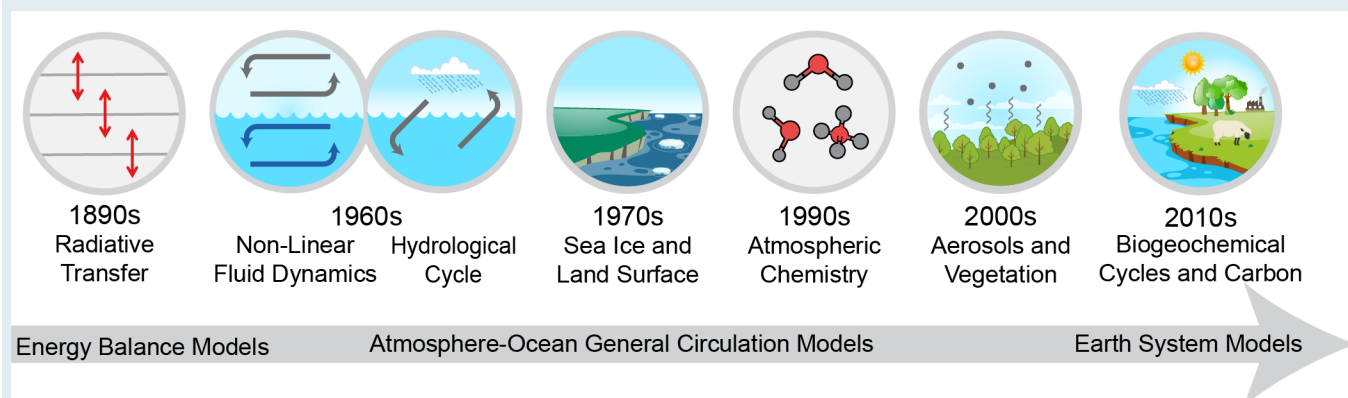 1890s
Radiative
Transfer
1960s
Non-Linear
Fluid Dynamics
Hydrological
Cycle
1970s
Sea Ice and
Land Surface
1990s
Atmospheric
Chemistry
2000s
Aerosols and
Vegetation
2010s
Biogeochemical
Cycles and Carbon
Energy Balance Models
Atmosphere-Ocean General Circulation Models
Earth System Models